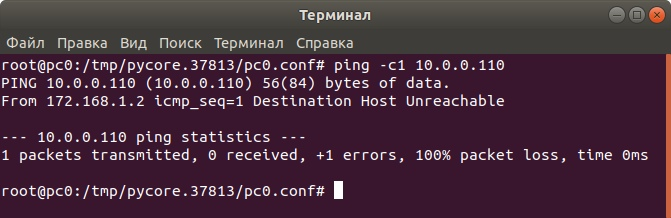 Терминал
Файл Правка Вид Поиск Терминал Справка
root@pc0:/tmp/pycore.37813/pc0.conf# ping -c1 10.0.0.110
PING 10.0.0.110 (10.0.0.110) 56(84) bytes of data.
From 172.168.1.2 icmp_seq=1 Destination Host Unreachable
--- 10.0.0.110 ping statistics ---
1 packets transmitted, 0 received, +1 errors, 100% packet loss, time 0ms
root@pc0:/tmp/pycore.37813/pc0.conf#